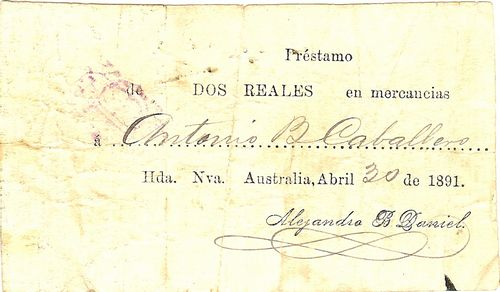 Préstamo
de DOS REALES en mercancias
á Antonio B Caballero
Hda. Nva. Australia, Abril 30 de 1891.
Alejandro B Daniel.